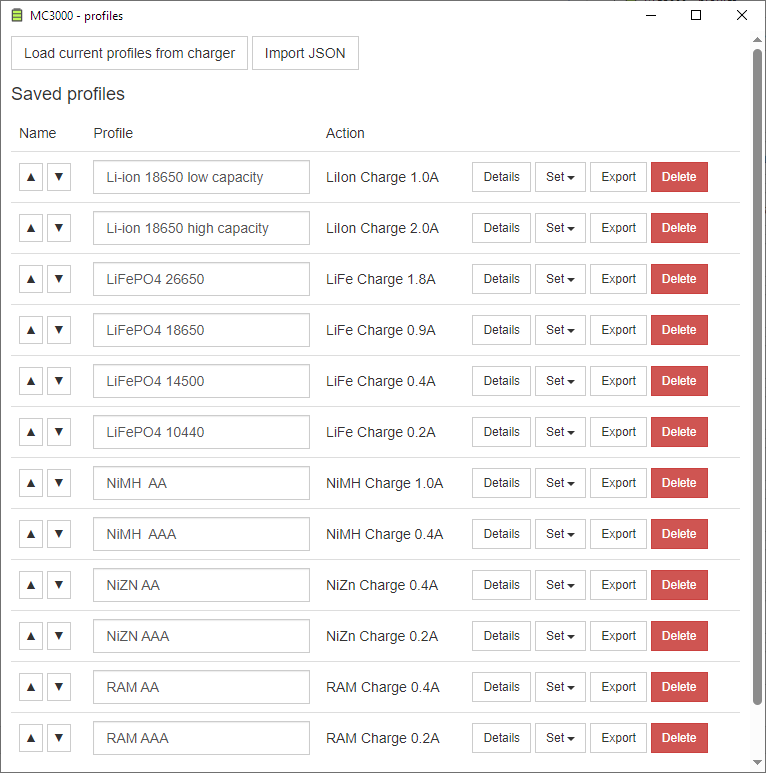 MC3000 - profiles
Load current profiles from charger Import JSON
Saved profiles
Name Profile Action
▲ ▼ Li-ion 18650 low capacity LiIon Charge 1.0A Details Set Export Delete
▲ ▼ Li-ion 18650 high capacity LiIon Charge 2.0A Details Set Export Delete
▲ ▼ LiFePO4 26650 LiFe Charge 1.8A Details Set Export Delete
▲ ▼ LiFePO4 18650 LiFe Charge 0.9A Details Set Export Delete
▲ ▼ LiFePO4 14500 LiFe Charge 0.4A Details Set Export Delete
▲ ▼ LiFePO4 10440 LiFe Charge 0.2A Details Set Export Delete
▲ ▼ NiMH  AA NiMH Charge 1.0A Details Set Export Delete
▲ ▼ NiMH  AAA NiMH Charge 0.4A Details Set Export Delete
▲ ▼ NiZN AA NiZn Charge 0.4A Details Set Export Delete
▲ ▼ NiZN AAA NiZn Charge 0.2A Details Set Export Delete
▲ ▼ RAM AA RAM Charge 0.4A Details Set Export Delete
▲ ▼ RAM AAA RAM Charge 0.2A Details Set Export Delete